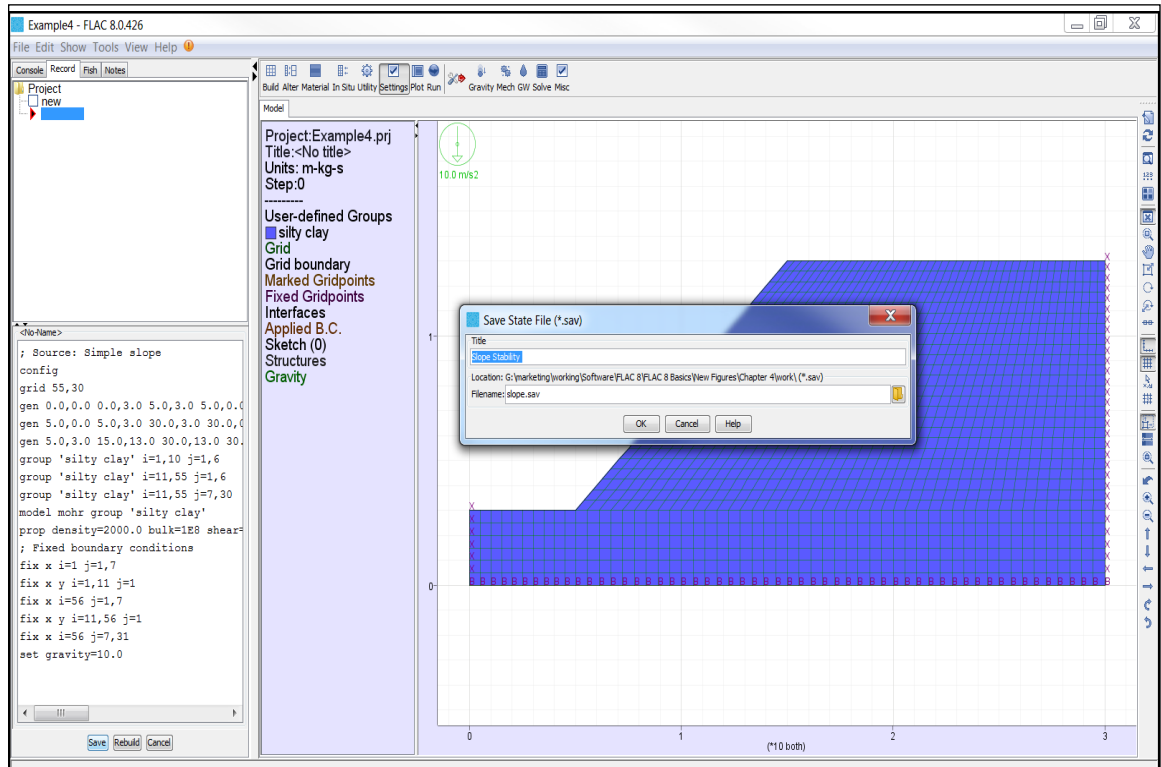 Example4 - FLAC 8.0.426
File Edit Show Tools View Help
Console Record Fish Notes
Project
new
Build Alter Material In Situ Utility Settings Plot Run Gravity Mech GW Solve Misc
Model
Project:Example4.prj
Title:<No title>
Units: m-kg-s
Step:0
---------
User-defined Groups
silty clay
Grid
Grid boundary
Marked Gridpoints
Fixed Gridpoints
Interfaces
Applied B.C.
Sketch (0)
Structures
Gravity
10.0 m/s2
Save State File (*.sav)
X
Title
Slope Stability
Location: G:\marketing\working\Software\FLAC 8\FLAC 8 Basics\New Figures\Chapter 4\work\ (*.sav)
Filename: slope.sav
OK Cancel Help
<No-Name>
; Source: Simple slope
config
grid 55,30
gen 0.0,0.0 0.0,3.0 5.0,3.0 5.0,0.0
gen 5.0,0.0 5.0,3.0 30.0,3.0 30.0,0
gen 5.0,3.0 15.0,13.0 30.0,13.0 30.
group 'silty clay' i=1,10 j=1,6
group 'silty clay' i=11,55 j=1,6
group 'silty clay' i=11,55 j=7,30
model mohr group 'silty clay'
prop density=2000.0 bulk=1E8 shear=
; Fixed boundary conditions
fix x i=1 j=1,7
fix x y i=1,11 j=1
fix x i=56 j=1,7
fix x y i=11,56 j=1
fix x i=56 j=7,31
set gravity=10.0
Save Rebuild Cancel
1
0
X X X X X X
B B B B B B B B B B B B B B B B B B B B B B B B B B B B B B B B B B B B B B B B B B B B B B B B B B B B B B B B
0 1 2 3
(*10 both)
123